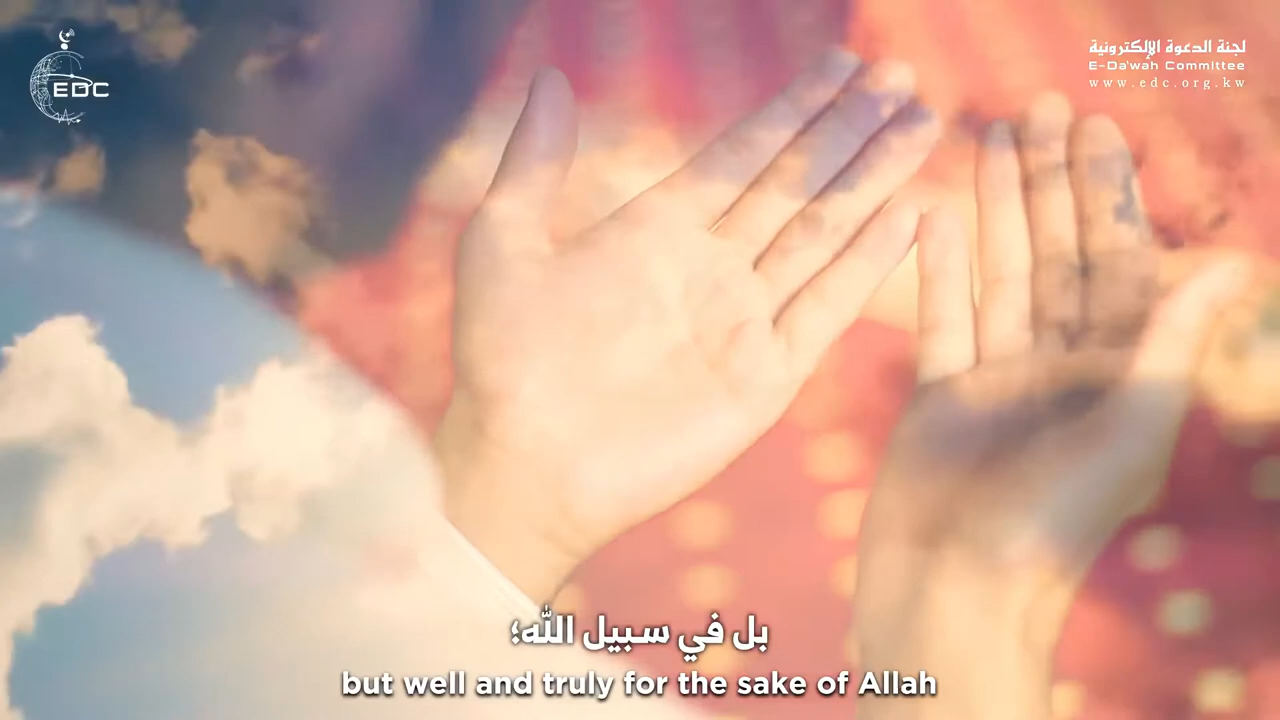 EDC
لجنة الدعوة الإلكترونية
E-Da'wah Committee
www.edc.org.kw
بل في سبيل الله؛
but well and truly for the sake of Allah